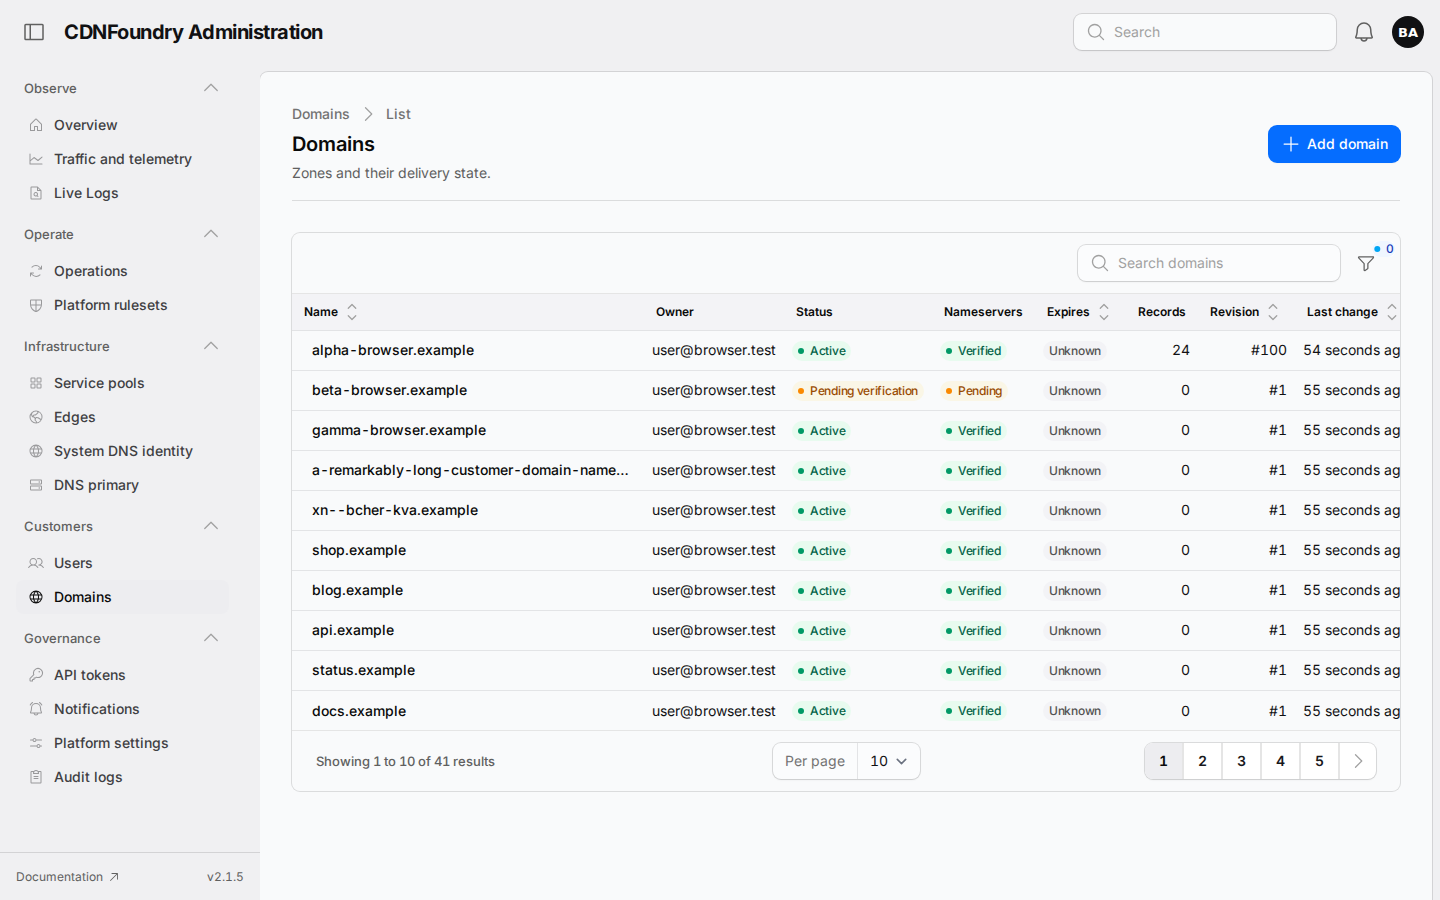 CDNFoundry Administration
Search
BA
Observe
Overview
Traffic and telemetry
Live Logs
Operate
Operations
Platform rulesets
Infrastructure
Service pools
Edges
System DNS identity
DNS primary
Customers
Users
Domains
Governance
API tokens
Notifications
Platform settings
Audit logs
Documentation
v2.1.5
Domains > List
Domains
Zones and their delivery state.
Add domain
Search domains
0
Name Owner Status Nameservers Expires Records Revision Last change
alpha-browser.example user@browser.test Active Verified Unknown 24 #100 54 seconds ag
beta-browser.example user@browser.test Pending verification Pending Unknown 0 #1 55 seconds ag
gamma-browser.example user@browser.test Active Verified Unknown 0 #1 55 seconds ag
a-remarkably-long-customer-domain-name... user@browser.test Active Verified Unknown 0 #1 55 seconds ag
xn--bcher-kva.example user@browser.test Active Verified Unknown 0 #1 55 seconds ag
shop.example user@browser.test Active Verified Unknown 0 #1 55 seconds ag
blog.example user@browser.test Active Verified Unknown 0 #1 55 seconds ag
api.example user@browser.test Active Verified Unknown 0 #1 55 seconds ag
status.example user@browser.test Active Verified Unknown 0 #1 55 seconds ag
docs.example user@browser.test Active Verified Unknown 0 #1 55 seconds ag
Showing 1 to 10 of 41 results
Per page 10
1 2 3 4 5